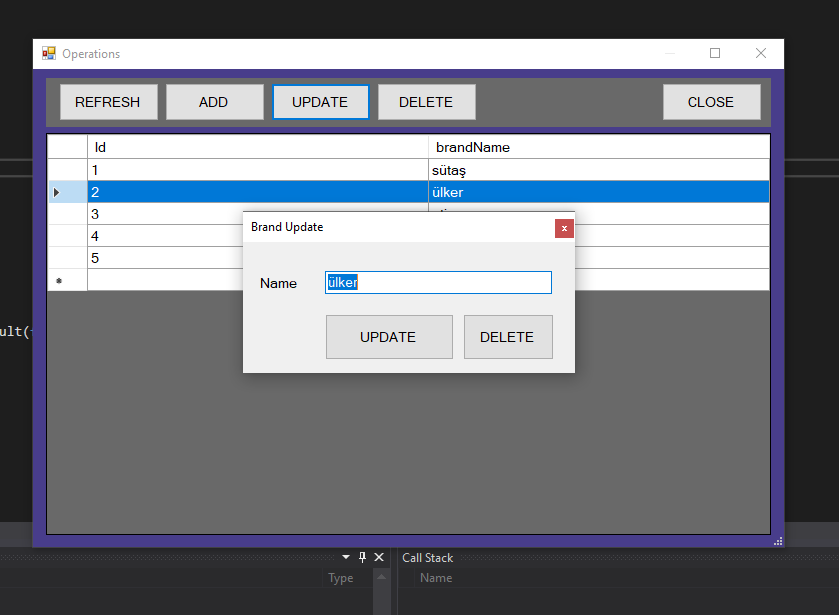 Operations
REFRESH ADD UPDATE DELETE CLOSE
Id brandName
1 sütaş
2 ülker
3
4
5
Brand Update
x
Name ülker
UPDATE DELETE
ult(
Call Stack
Type Name